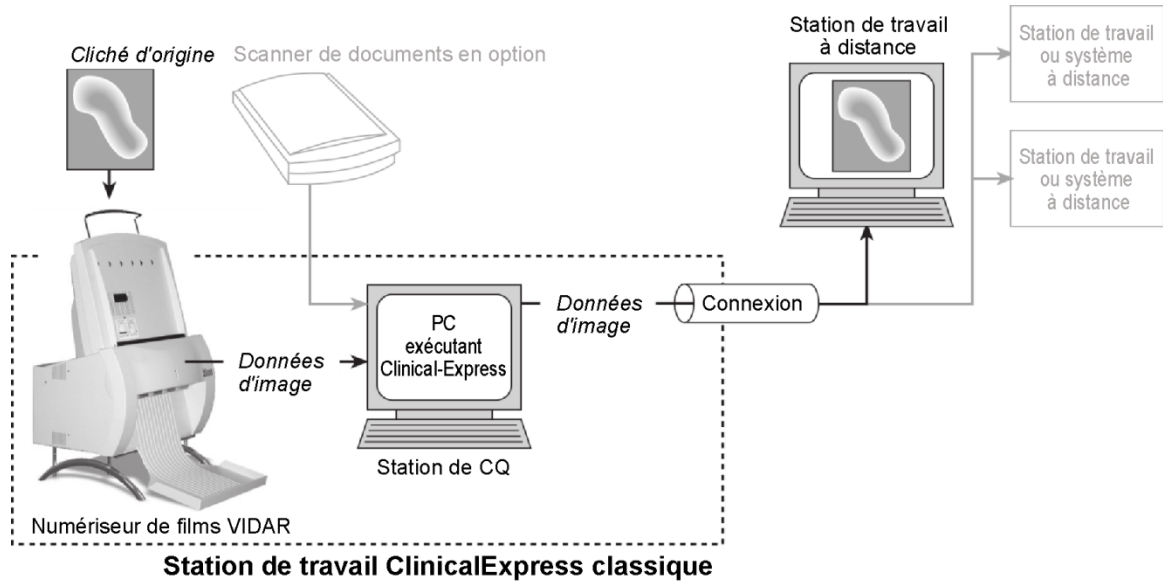 Cliché d'origine
Scanner de documents en option
Station de travail
à distance
Station de travail
ou système
à distance
Station de travail
ou système
à distance
Données
d'image
PC
exécutant
Clinical-Express
Données
d'image
Connexion
Station de CQ
Numériseur de films VIDAR
Station de travail ClinicalExpress classique